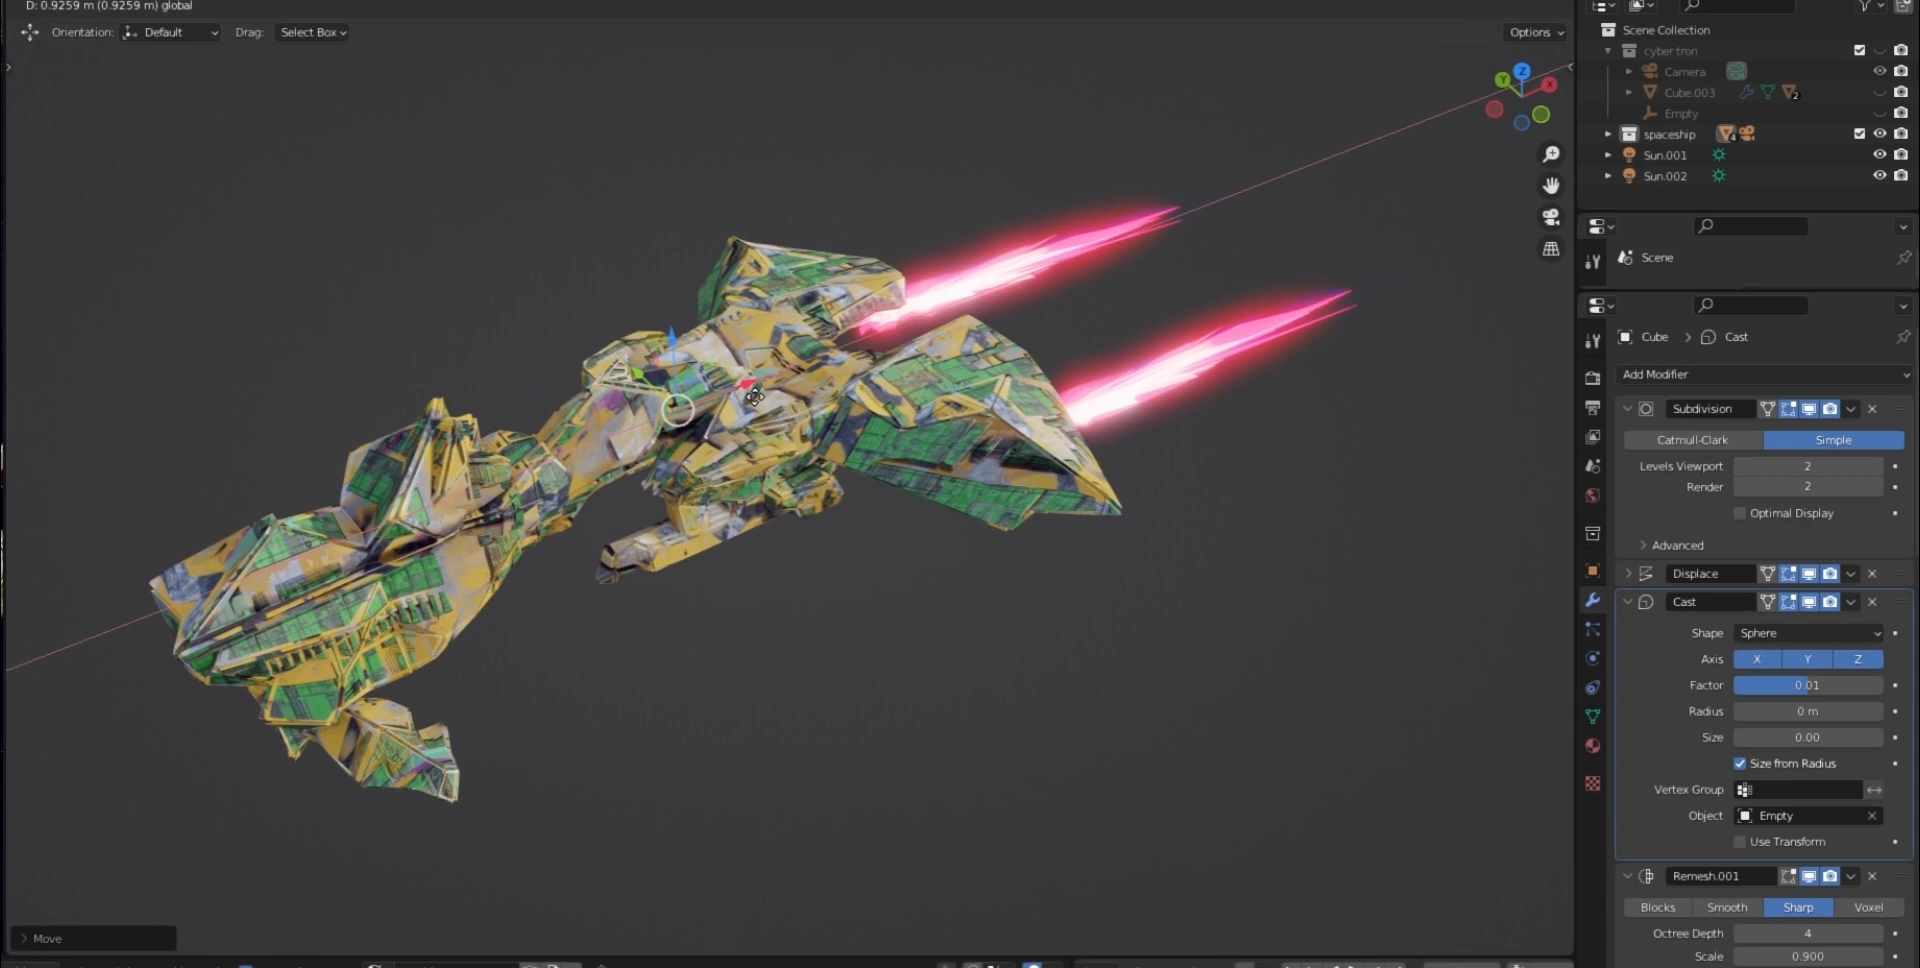 D: 0.9259 m (0.9259 m) global
Orientation: Default Drag: Select Box
Options
Z
Y
X
Move
Scene Collection
cyber tron
Camera
Cube.003 2
Empty
spaceship 4
Sun.001
Sun.002
Scene
Cube > Cast
Add Modifier
Subdivision
Catmull-Clark Simple
Levels Viewport 2
Render 2
Optimal Display
Advanced
Displace
Cast
Shape Sphere
Axis X Y Z
Factor 0.01
Radius 0 m
Size 0.00
Size from Radius
Vertex Group
Object Empty
Use Transform
Remesh.001
Blocks Smooth Sharp Voxel
Octree Depth 4
Scale 0.900